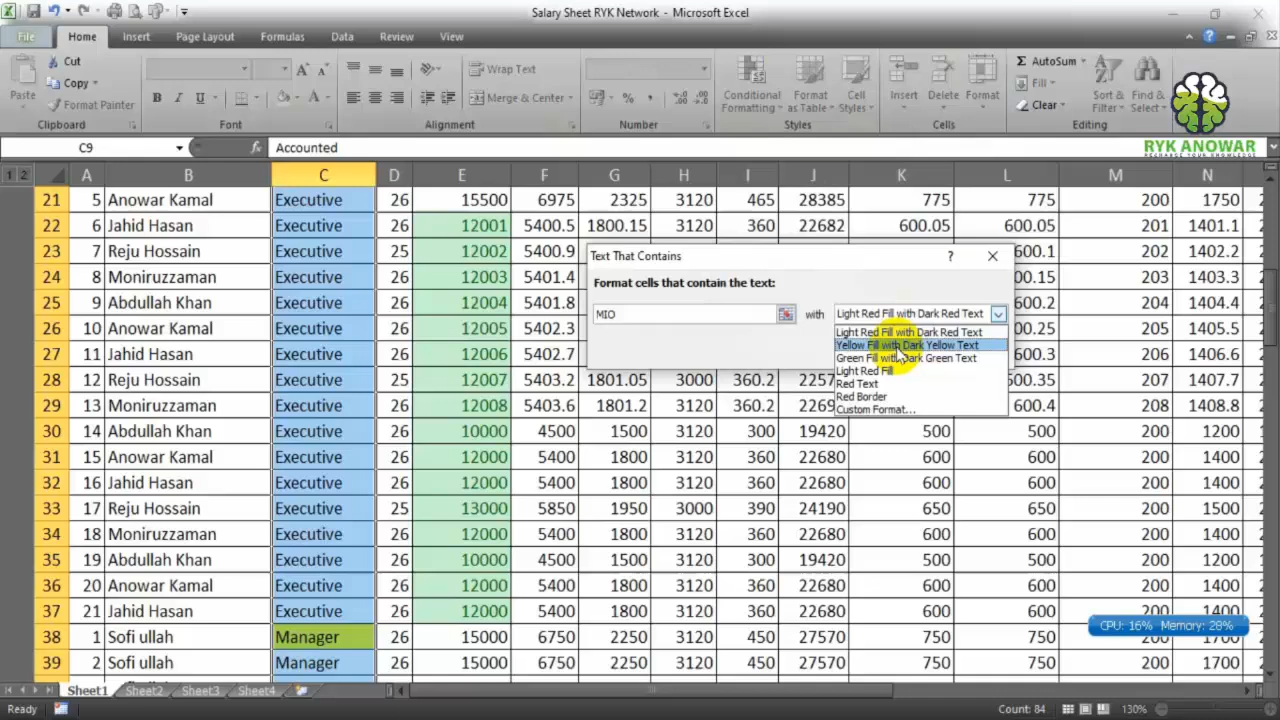 Salary Sheet RYK Network - Microsoft Excel
File Home Insert Page Layout Formulas Data Review View
Cut
Copy
Format Painter
Paste
Clipboard
B I U
Font
Wrap Text
Merge & Center
Alignment
%
Number
Conditional Formatting
Format as Table
Cell Styles
Styles
Insert
Delete
Format
Cells
AutoSum
Fill
Clear
Sort & Filter
Find & Select
Editing
RYK ANOWAR
RECHARGE YOUR KNOWLEDGE
C9 fx Accounted
1 2 A B C D E F G H I J K L M N
21 5 Anowar Kamal Executive 26 15500 6975 2325 3120 465 28385 775 775 200 1750
22 6 Jahid Hasan Executive 26 12001 5400.5 1800.15 3120 360 22682 600.05 600.05 201 1401.1
23 7 Reju Hossain Executive 25 12002 5400.9 600.1 202 1402.2
24 8 Moniruzzaman Executive 26 12003 5401.4 600.15 203 1403.3
25 9 Abdullah Khan Executive 26 12004 5401.8 600.2 204 1404.4
26 10 Anowar Kamal Executive 26 12005 5402.3 600.25 205 1405.5
27 11 Jahid Hasan Executive 26 12006 5402.7 600.3 206 1406.6
28 12 Reju Hossain Executive 25 12007 5403.2 1801.05 3000 360.2 2257 600.35 207 1407.7
29 13 Moniruzzaman Executive 26 12008 5403.6 1801.2 3120 360.2 2269 600.4 208 1408.8
30 14 Abdullah Khan Executive 26 10000 4500 1500 3120 300 19420 500 500 200 1200
31 15 Anowar Kamal Executive 26 12000 5400 1800 3120 360 22680 600 600 200 1400
32 16 Jahid Hasan Executive 26 12000 5400 1800 3120 360 22680 600 600 200 1400
33 17 Reju Hossain Executive 25 13000 5850 1950 3000 390 24190 650 650 200 1500
34 18 Moniruzzaman Executive 26 12000 5400 1800 3120 360 22680 600 600 200 1400
35 19 Abdullah Khan Executive 26 10000 4500 1500 3120 300 19420 500 500 200 1200
36 20 Anowar Kamal Executive 26 12000 5400 1800 3120 360 22680 600 600 200 1400
37 21 Jahid Hasan Executive 26 12000 5400 1800 3120 360 22680 600 600 200 1400
38 1 Sofi ullah Manager 26 15000 6750 2250 3120 450 27570 750 750 200 1700
39 2 Sofi ullah Manager 26 15000 6750 2250 3120 450 27570 750 750 200 1700
Text That Contains
Format cells that contain the text:
MIO with Light Red Fill with Dark Red Text
Light Red Fill with Dark Red Text
Yellow Fill with Dark Yellow Text
Green Fill with Dark Green Text
Light Red Fill
Red Text
Red Border
Custom Format...
CPU: 16% Memory: 28%
Sheet1 Sheet2 Sheet3 Sheet4
Ready Count: 84 130%